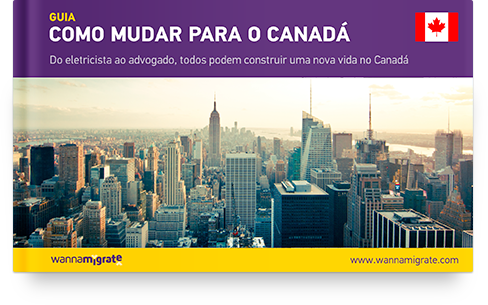 GUIA
COMO MUDAR PARA O CANADÁ
Do eletricista ao advogado, todos podem construir uma nova vida no Canadá
wannamigrate
www.wannamigrate.com